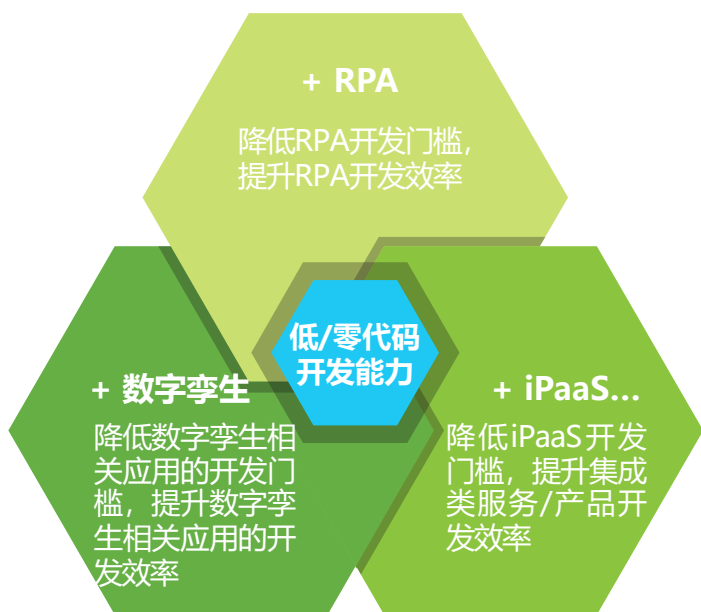 + RPA
降低RPA开发门槛，
提升RPA开发效率
低/零代码
开发能力
+ 数字孪生
降低数字孪生相
关应用的开发门
槛，提升数字孪
生相关应用的开
发效率
+ iPaaS...
降低iPaaS开发
门槛，提升集成
类服务/产品开
发效率